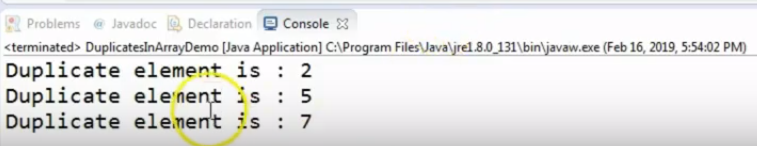 Problems @ Javadoc Declaration Console
<terminated> DuplicatesInArrayDemo [Java Application] C:\Program Files\Java\jre1.8.0_131\bin\javaw.exe (Feb 16, 2019, 5:54:02 PM)
Duplicate element is : 2
Duplicate element is : 5
Duplicate element is : 7